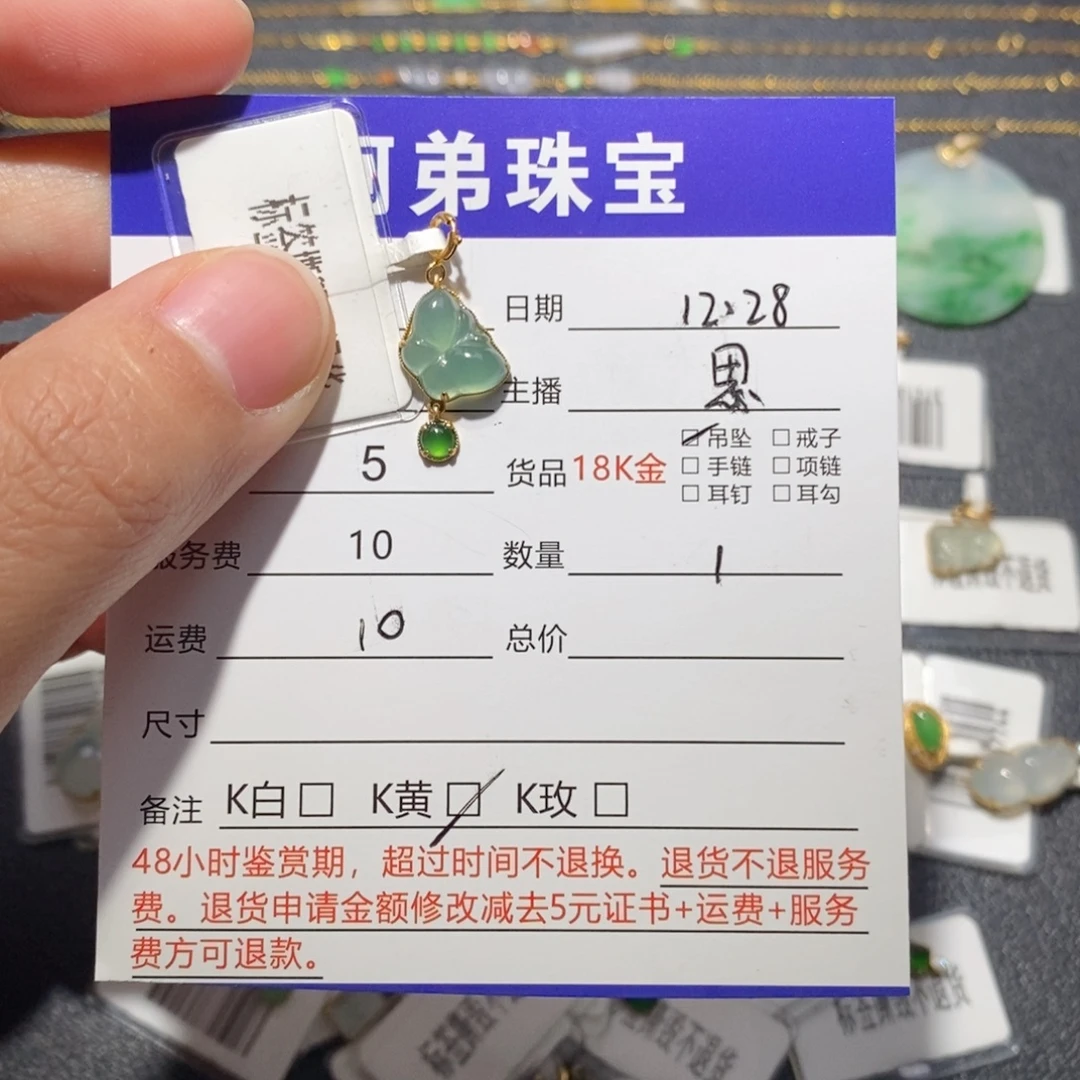 弟珠宝
日期 12.28
主播
5 货品 18K金 ☑吊坠 □戒子
□手链 □项链
□耳钉 □耳勾
服务费 10 数量 1
运费 10 总价
尺寸
备注 K白□ K黄☑ K玫□
48小时鉴赏期，超过时间不退换。退货不退服务
费。退货申请金额修改减去5元证书+运费+服务
费方可退款。